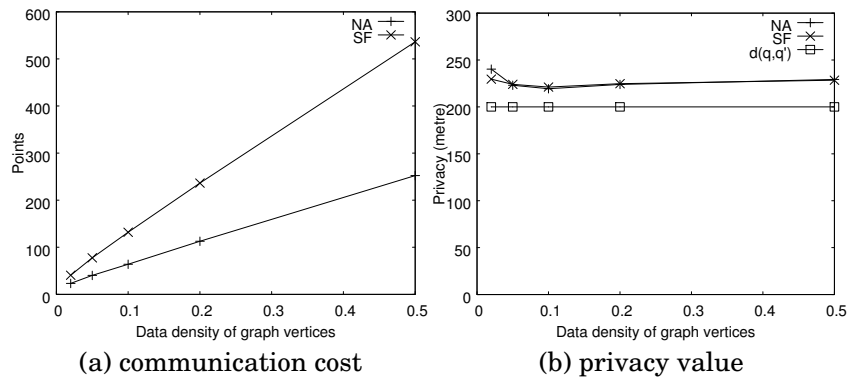 600
500
400
300
200
100
0
Points
NA
SF
0 0.1 0.2 0.3 0.4 0.5
Data density of graph vertices
(a) communication cost
300
250
200
150
100
50
0
Privacy (metre)
NA
SF
d(q,q')
0 0.1 0.2 0.3 0.4 0.5
Data density of graph vertices
(b) privacy value